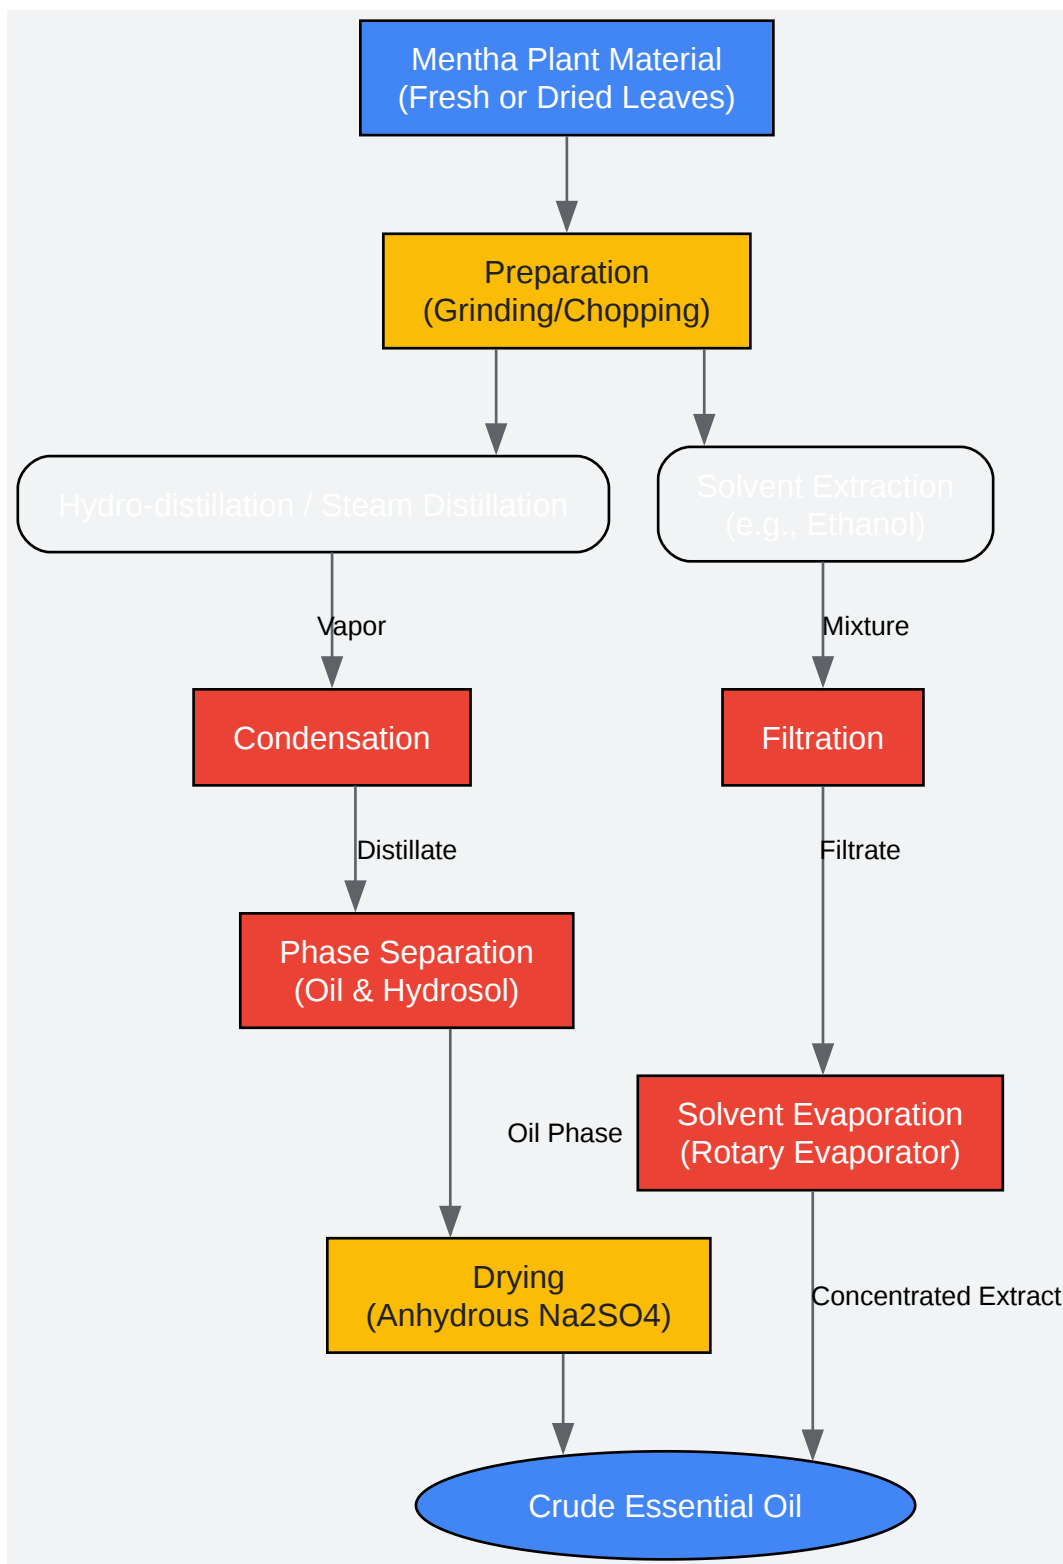 Mentha Plant Material
(Fresh or Dried Leaves)
Preparation
(Grinding/Chopping)
Hydro-distillation / Steam Distillation
Solvent Extraction
(e.g., Ethanol)
Vapor
Mixture
Condensation
Filtration
Distillate
Filtrate
Phase Separation
(Oil & Hydrosol)
Oil Phase
Solvent Evaporation
(Rotary Evaporator)
Drying
(Anhydrous Na2SO4)
Concentrated Extract
Crude Essential Oil